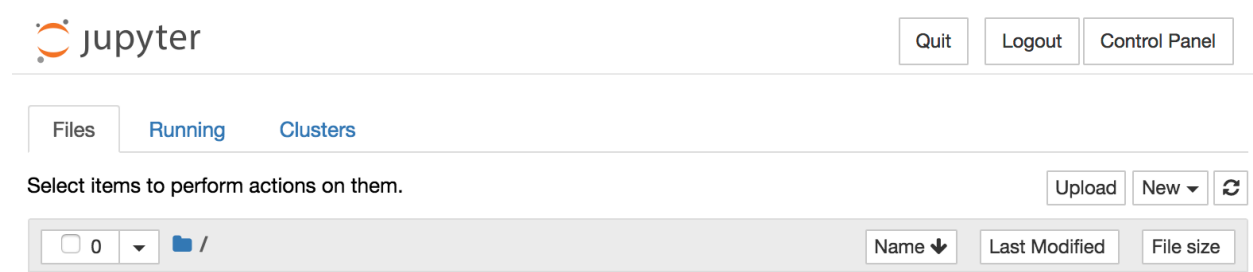 jupyter Quit Logout Control Panel
Files Running Clusters
Select items to perform actions on them. Upload New
0 / Name Last Modified File size